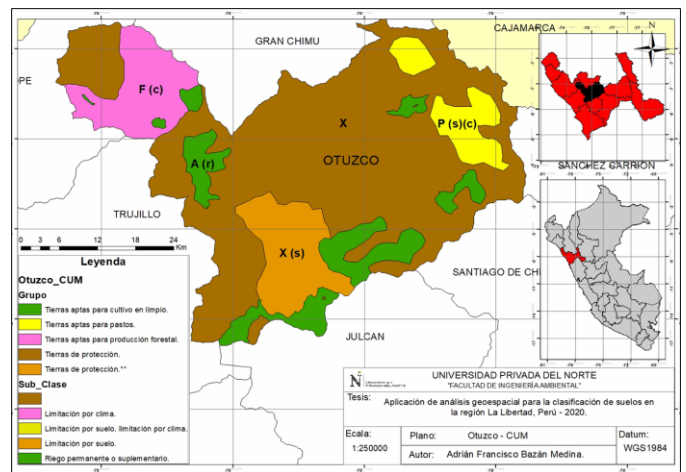 GRAN CHIMU
CAJAMARCA
N
F (c)
X
P (s)(c)
OTUZCO
A (r)
SANCHEZ CARRION
TRUJILLO
0 3 6 12 18 24
Km
X (s)
SANTIAGO DE CH
JULCAN
Leyenda
Otuzco_CUM
Grupo
Tierras aptas para cultivo en limpio.
Tierras aptas para pastos.
Tierras aptas para producción forestal.
Tierras de protección.
Tierras de protección.**
Sub_Clase
Limitación por clima.
Limitación por suelo, limitación por clima.
Limitación por suelo.
Riego permanente o suplementario.
UNIVERSIDAD PRIVADA DEL NORTE
"FACULTAD DE INGENIERÍA AMBIENTAL"
Tesis: Aplicación de análisis geoespacial para la clasificación de suelos en
la región La Libertad, Perú - 2020.
Ecala:
1:250000
Plano: Otuzco - CUM
Autor: Adrián Francisco Bazán Medina.
Datum:
WGS1984